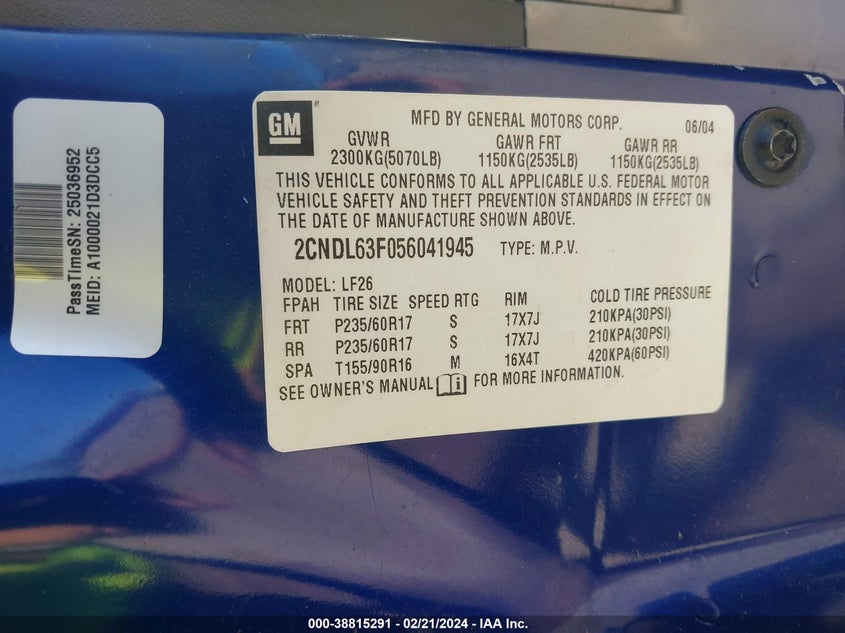 PassTimeSN: 25036952
MEID: A1000021D3DCC5
GM
MFD BY GENERAL MOTORS CORP. 06/04
GVWR GAWR FRT GAWR RR
2300KG(5070LB) 1150KG(2535LB) 1150KG(2535LB)
THIS VEHICLE CONFORMS TO ALL APPLICABLE U.S. FEDERAL MOTOR
VEHICLE SAFETY AND THEFT PREVENTION STANDARDS IN EFFECT ON
THE DATE OF MANUFACTURE SHOWN ABOVE.
2CNDL63F056041945 TYPE: M.P.V.
MODEL: LF26
FPAH TIRE SIZE SPEED RTG RIM COLD TIRE PRESSURE
FRT P235/60R17 S 17X7J 210KPA(30PSI)
RR P235/60R17 S 17X7J 210KPA(30PSI)
SPA T155/90R16 M 16X4T 420KPA(60PSI)
SEE OWNER'S MANUAL FOR MORE INFORMATION.
000-38815291 - 02/21/2024 - IAA Inc.